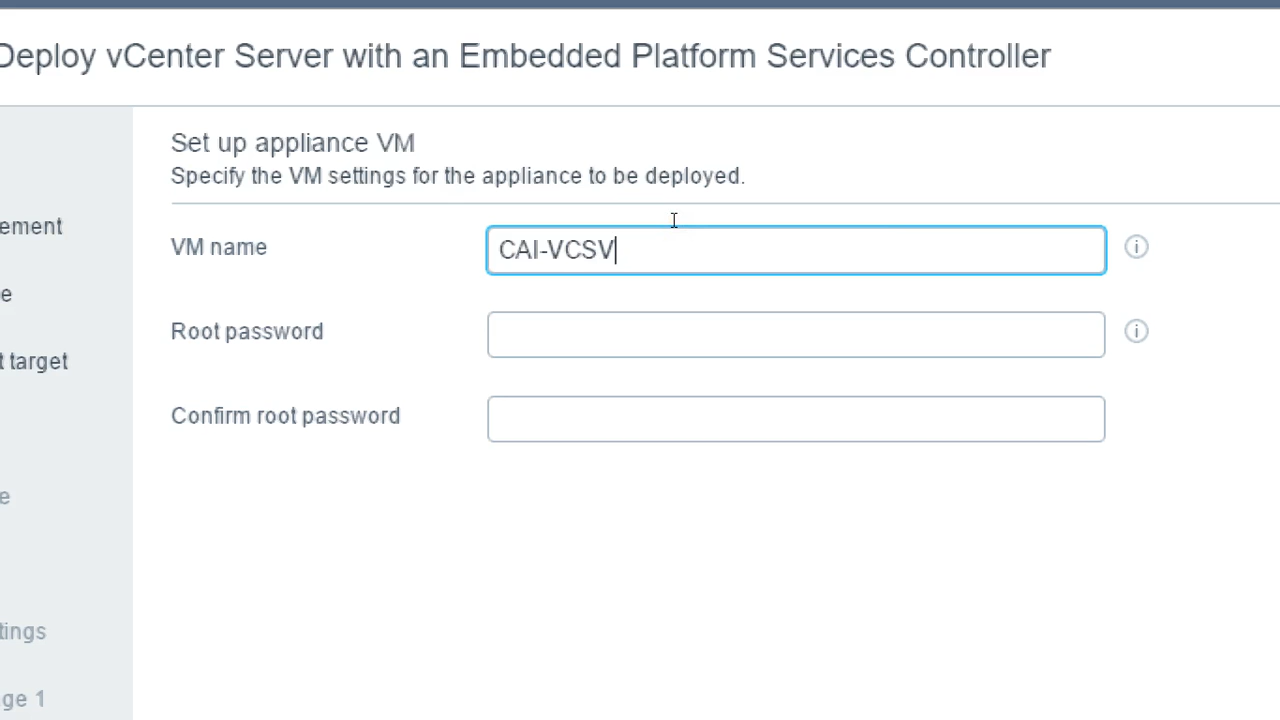 Deploy vCenter Server with an Embedded Platform Services Controller
Set up appliance VM
Specify the VM settings for the appliance to be deployed.
ement
VM name
CAI-VCSV
e
Root password
t target
Confirm root password
e
tings
ge 1